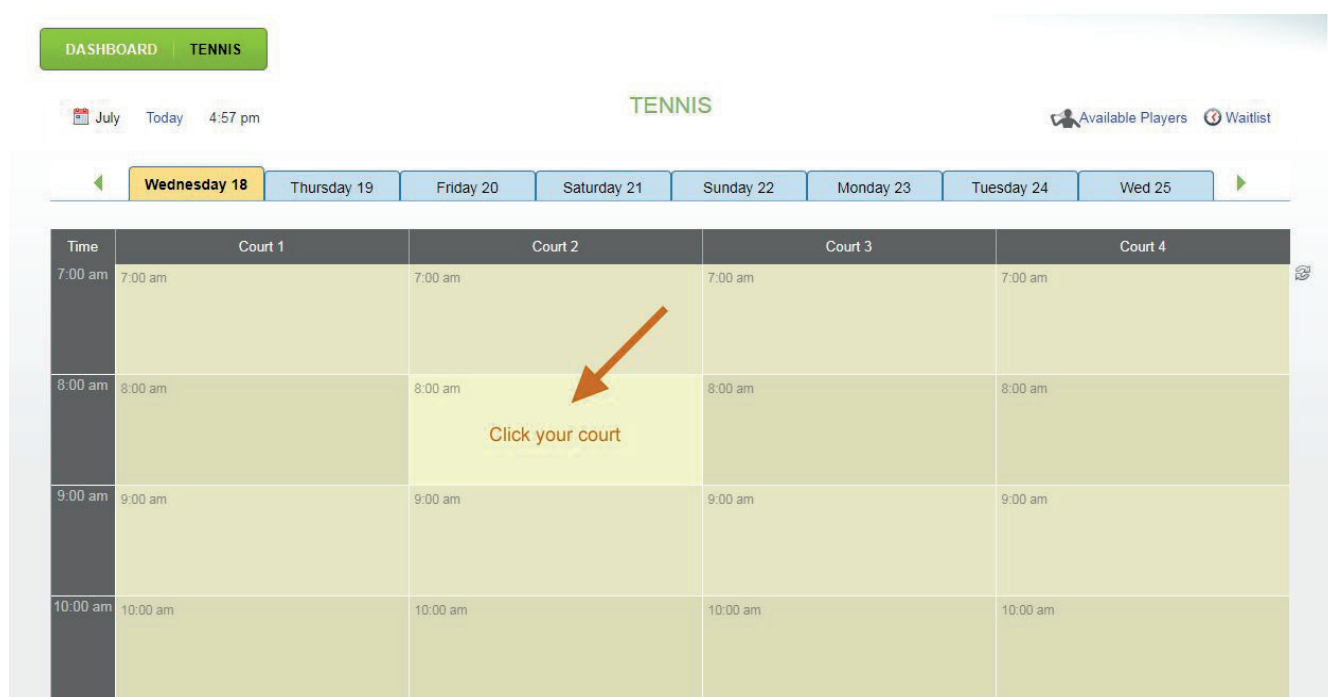 DASHBOARD TENNIS
TENNIS
July Today 4:57 pm
Available Players Waitlist
Wednesday 18 Thursday 19 Friday 20 Saturday 21 Sunday 22 Monday 23 Tuesday 24 Wed 25
Time Court 1 Court 2 Court 3 Court 4
7:00 am 7:00 am 7:00 am 7:00 am 7:00 am
8:00 am 8:00 am 8:00 am 8:00 am 8:00 am
Click your court
9:00 am 9:00 am 9:00 am 9:00 am 9:00 am
10:00 am 10:00 am 10:00 am 10:00 am 10:00 am